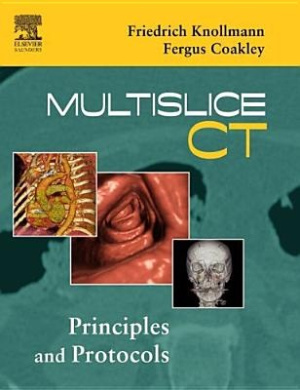 Friedrich Knollmann
Fergus Coakley
ELSEVIER
SAUNDERS
MULTISLICE
CT
Principles
and Protocols